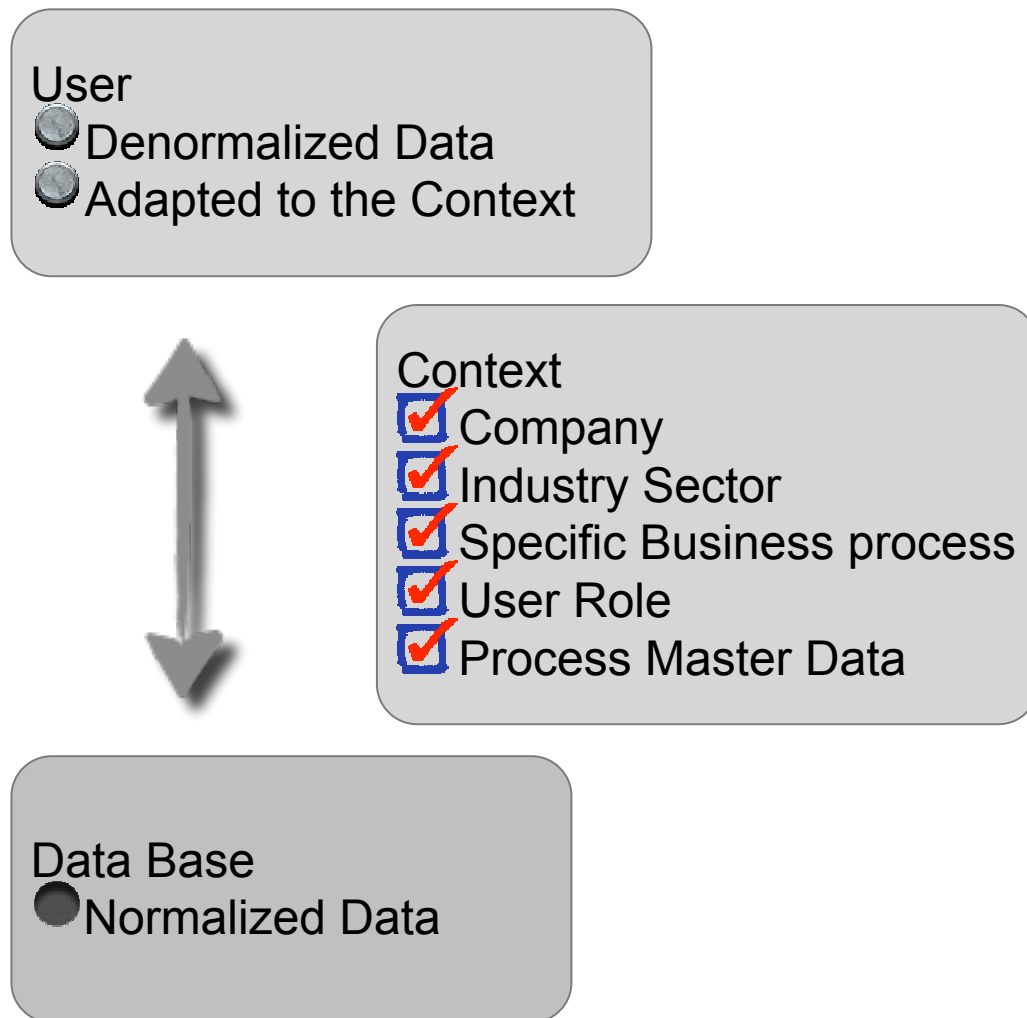 User
Denormalized Data
Adapted to the Context
Context
Company
Industry Sector
Specific Business process
User Role
Process Master Data
Data Base
Normalized Data